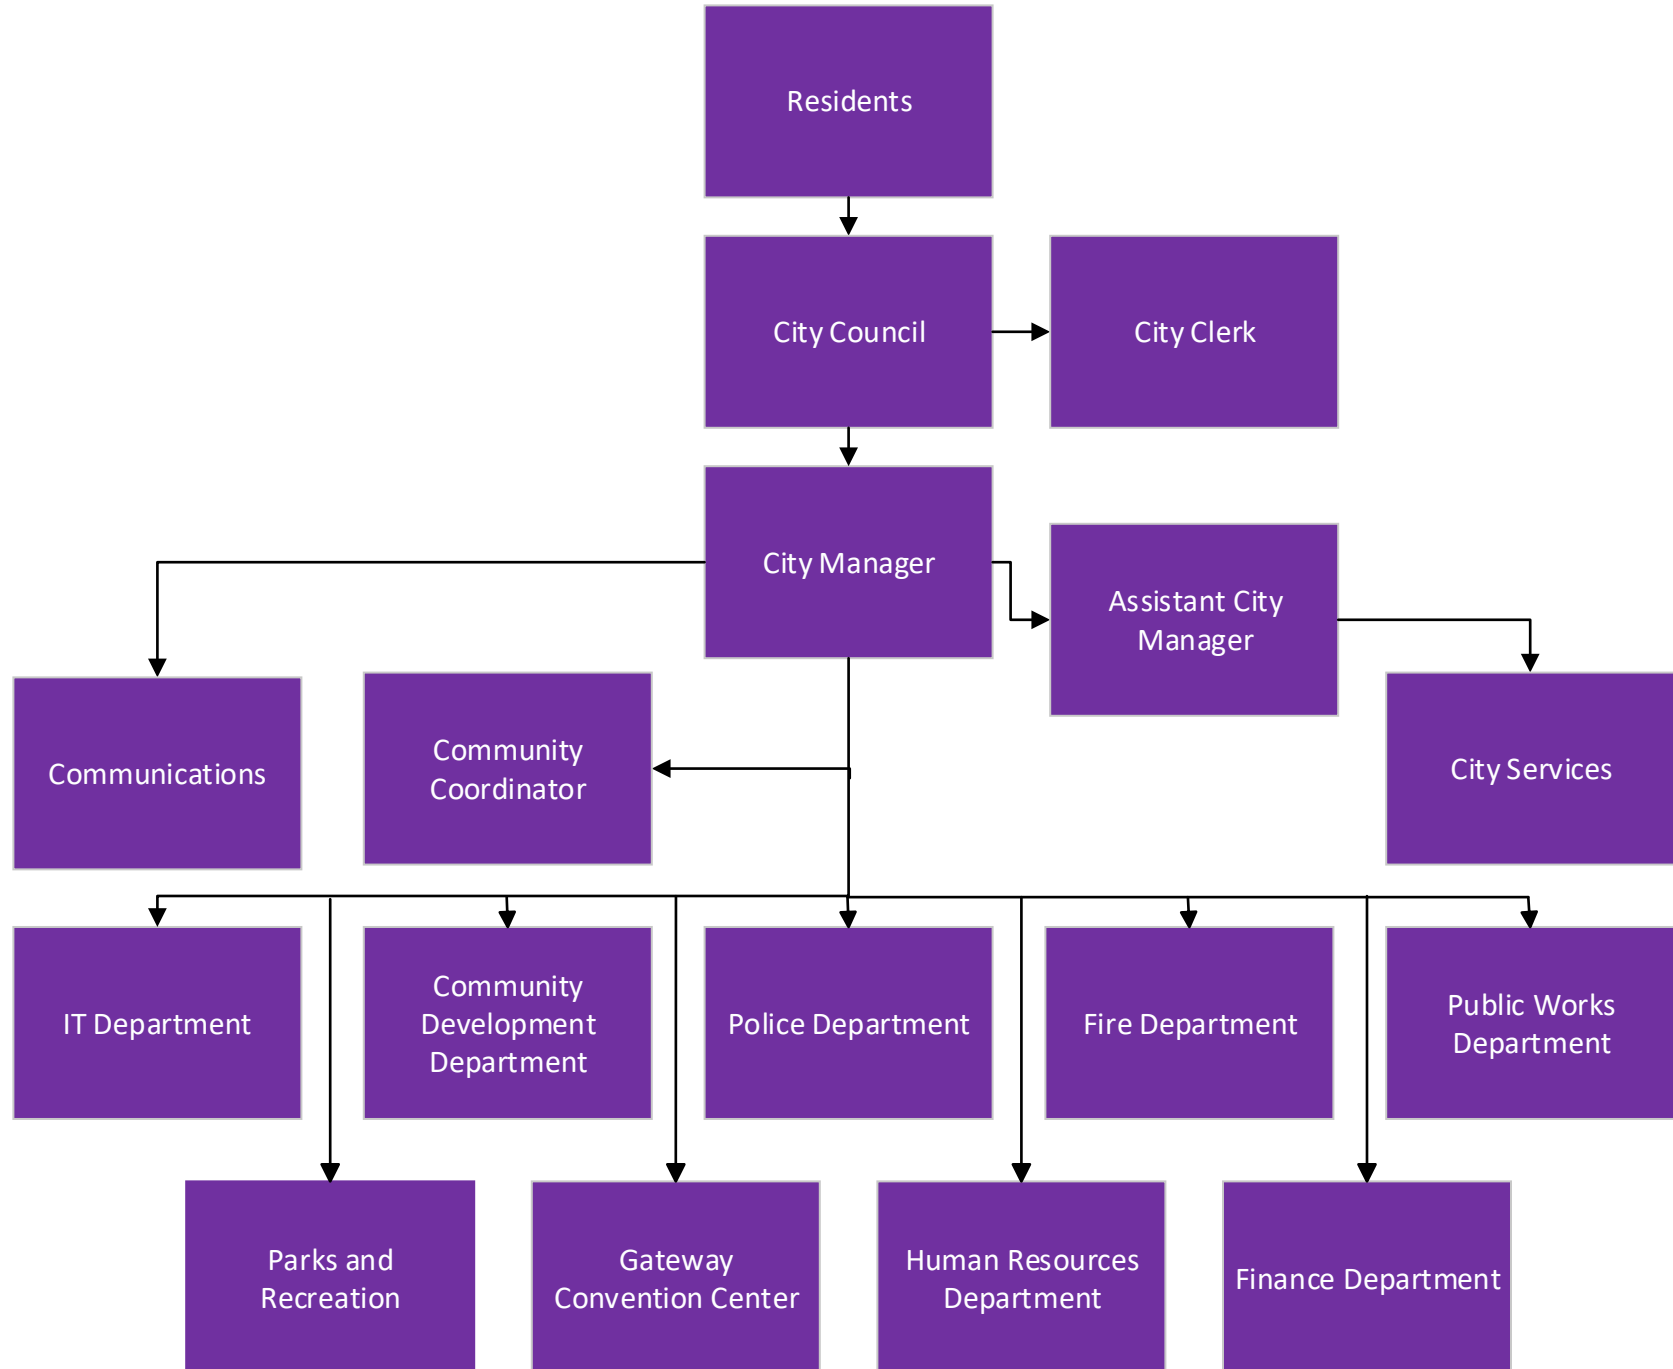 Residents
City Council
City Clerk
City Manager
Assistant City
Manager
Communications
Community
Coordinator
City Services
IT Department
Community
Development
Department
Police Department
Fire Department
Public Works
Department
Parks and
Recreation
Gateway
Convention Center
Human Resources
Department
Finance Department